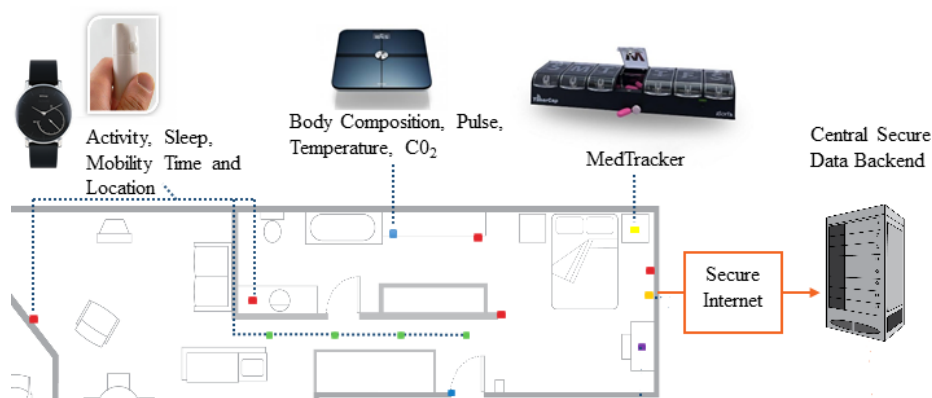 Activity, Sleep,
Mobility Time and
Location
Body Composition, Pulse,
Temperature, C0₂
MedTracker
Central Secure
Data Backend
Secure
Internet